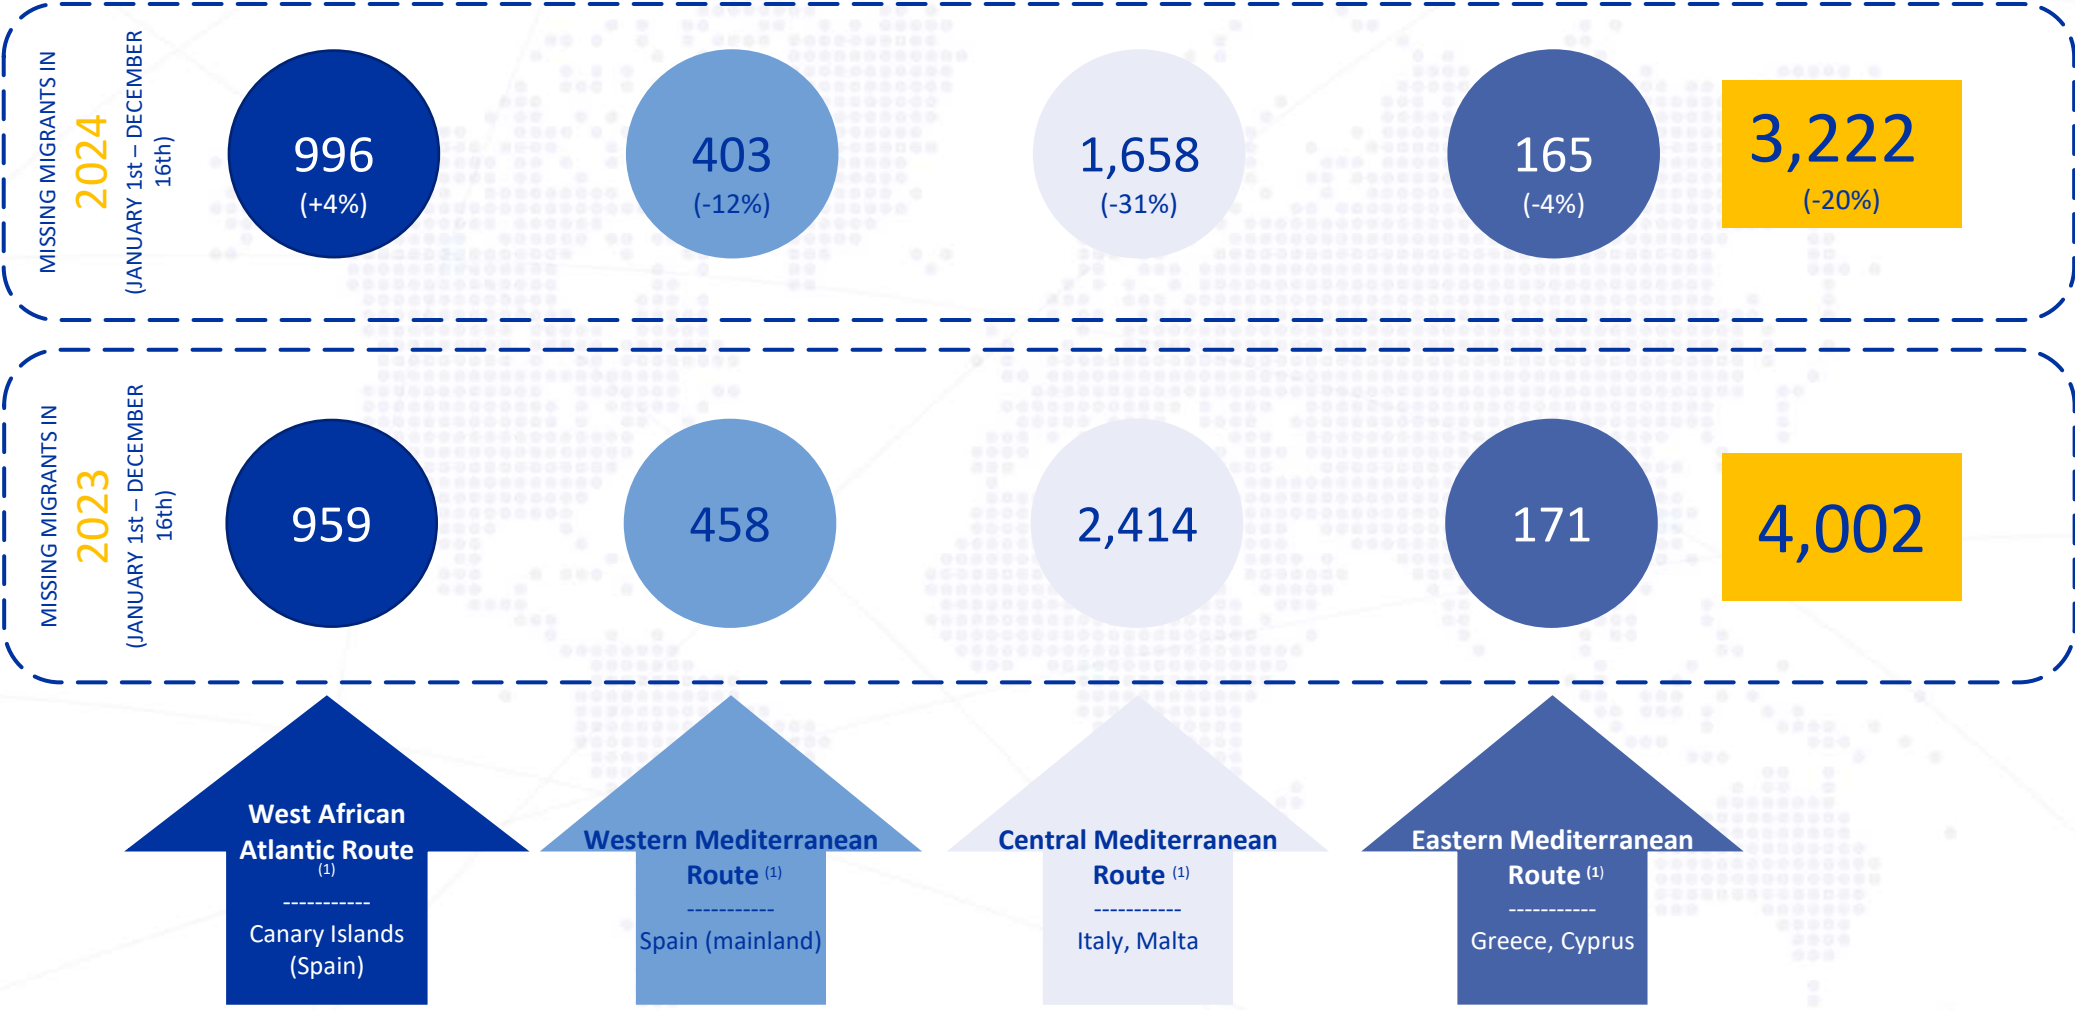 MISSING MIGRANTS IN
2024
(JANUARY 1st – DECEMBER
16th)
996
(+4%)
403
(-12%)
1,658
(-31%)
165
(-4%)
3,222
(-20%)
MISSING MIGRANTS IN
2023
(JANUARY 1st – DECEMBER
16th)
959
458
2,414
171
4,002
West African
Atlantic Route
(1)
-----------
Canary Islands
(Spain)
Western Mediterranean
Route (1)
-----------
Spain (mainland)
Central Mediterranean
Route (1)
-----------
Italy, Malta
Eastern Mediterranean
Route (1)
-----------
Greece, Cyprus